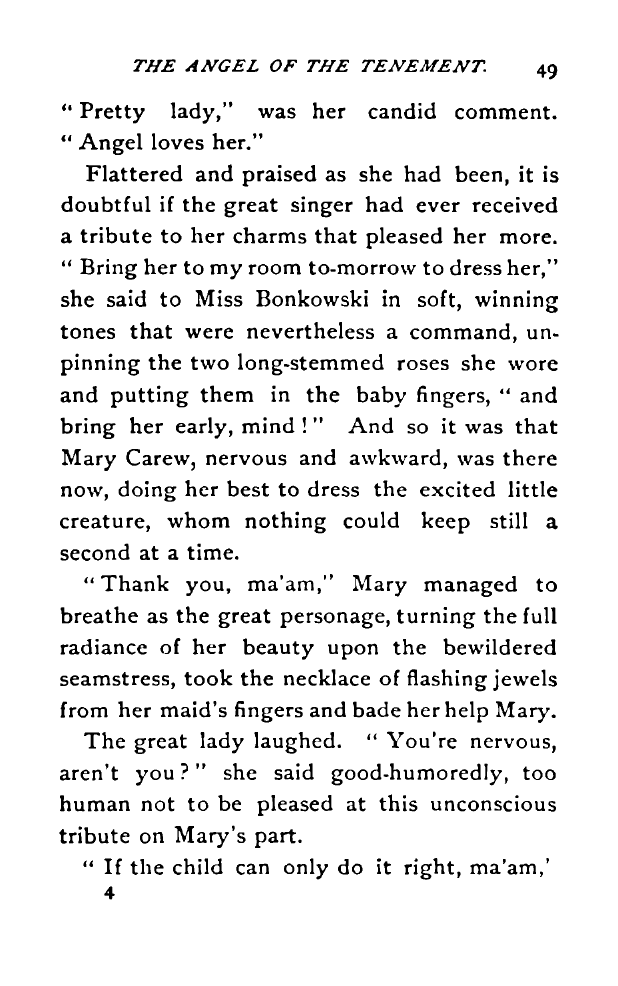 THE ANGEL OF THE TENEMENT. 49
“ Pretty lady,” was her candid comment.
“ Angel loves her.”
Flattered and praised as she had been, it is
doubtful if the great singer had ever received
a tribute to her charms that pleased her more.
“ Bring her to my room to-morrow to dress her,”
she said to Miss Bonkowski in soft, winning
tones that were nevertheless a command, un-
pinning the two long-stemmed roses she wore
and putting them in the baby fingers, “ and
bring her early, mind ! ” And so it was that
Mary Carew, nervous and awkward, was there
now, doing her best to dress the excited little
creature, whom nothing could keep still a
second at a time.
“ Thank you, ma'am,” Mary managed to
breathe as the great personage, turning the full
radiance of her beauty upon the bewildered
seamstress, took the necklace of flashing jewels
from her maid's fingers and bade her help Mary.
The great lady laughed. “ You're nervous,
aren't you ? ” she said good-humoredly, too
human not to be pleased at this unconscious
tribute on Mary's part.
“ If the child can only do it right, ma'am,'
4